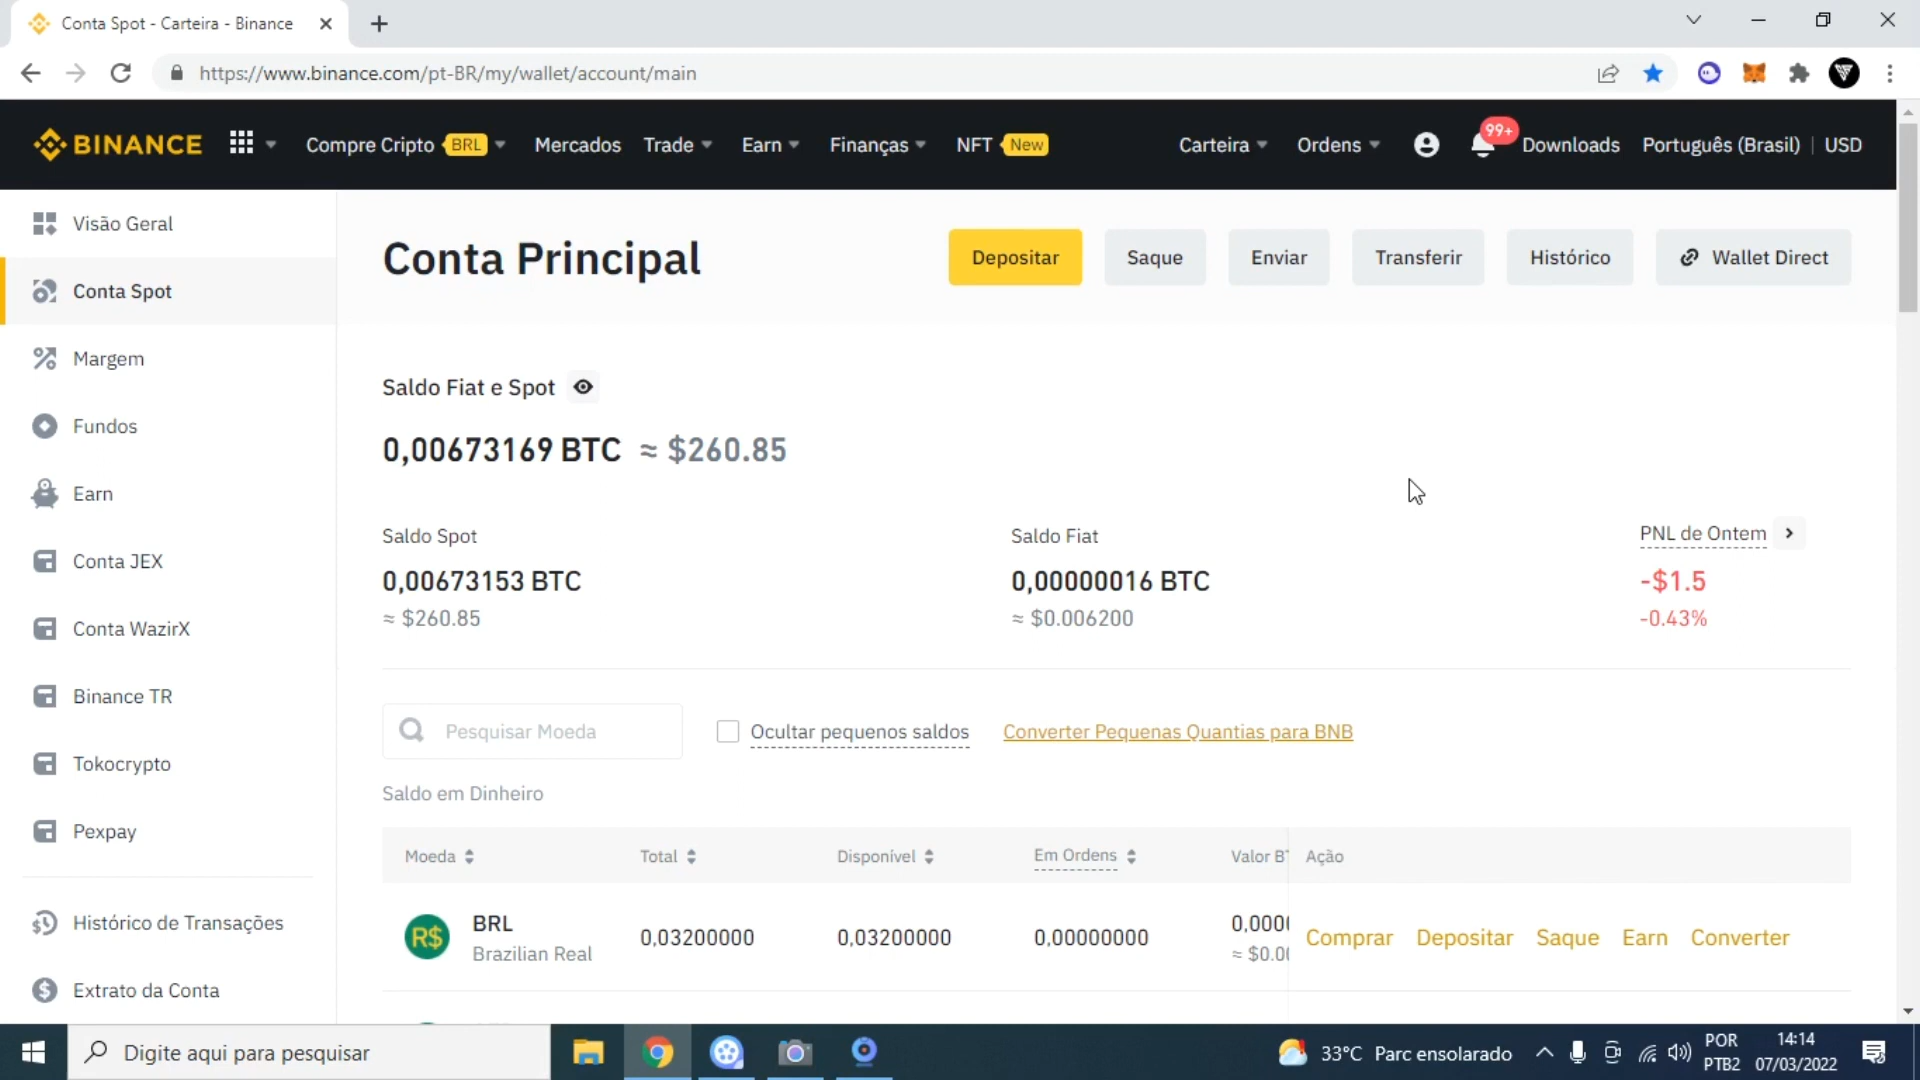 Conta Spot - Carteira - Binance
https://www.binance.com/pt-BR/my/wallet/account/main
BINANCE Compre Cripto BRL Mercados Trade Earn Finanças NFT New Carteira Ordens 99+ Downloads Português (Brasil) | USD
Visão Geral
Conta Spot
Margem
Fundos
Earn
Conta JEX
Conta WazirX
Binance TR
Tokocrypto
Pexpay
Histórico de Transações
Extrato da Conta
Conta Principal
Depositar Saque Enviar Transferir Histórico Wallet Direct
Saldo Fiat e Spot
0,00673169 BTC ≈ $260.85
Saldo Spot
0,00673153 BTC
≈ $260.85
Saldo Fiat
0,00000016 BTC
≈ $0.006200
PNL de Ontem
-$1.5
-0.43%
Pesquisar Moeda Ocultar pequenos saldos Converter Pequenas Quantias para BNB
Saldo em Dinheiro
Moeda Total Disponível Em Ordens Valor Ação
R$ BRL
Brazilian Real
0,03200000 0,03200000 0,00000000 0,000
≈ $0.0
Comprar Depositar Saque Earn Converter
Digite aqui para pesquisar
33°C Parc ensolarado
POR
PTB2
14:14
07/03/2022